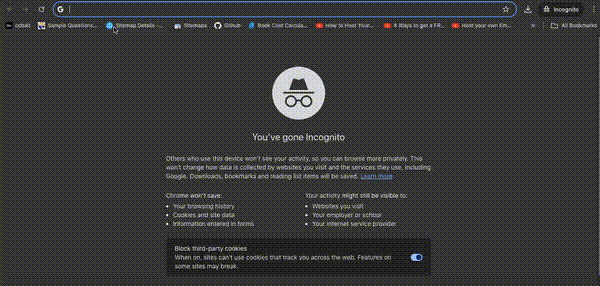 Incognito
cobalt.
Sample Questions...
Sitemap Details -...
Sitemaps
Github
Book Cost Calcula...
How to Host Your...
4 Ways to get a FR...
Host your own Em...
All Bookmarks
You've gone Incognito
Others who use this device won't see your activity, so you can browse more privately. This
won't change how data is collected by websites you visit and the services they use, including
Google. Downloads, bookmarks and reading list items will be saved. Learn more
Chrome won't save:
• Your browsing history
• Cookies and site data
• Information entered in forms
Your activity might still be visible to:
• Websites you visit
• Your employer or school
• Your internet service provider
Block third-party cookies
When on, sites can't use cookies that track you across the web. Features on
some sites may break.